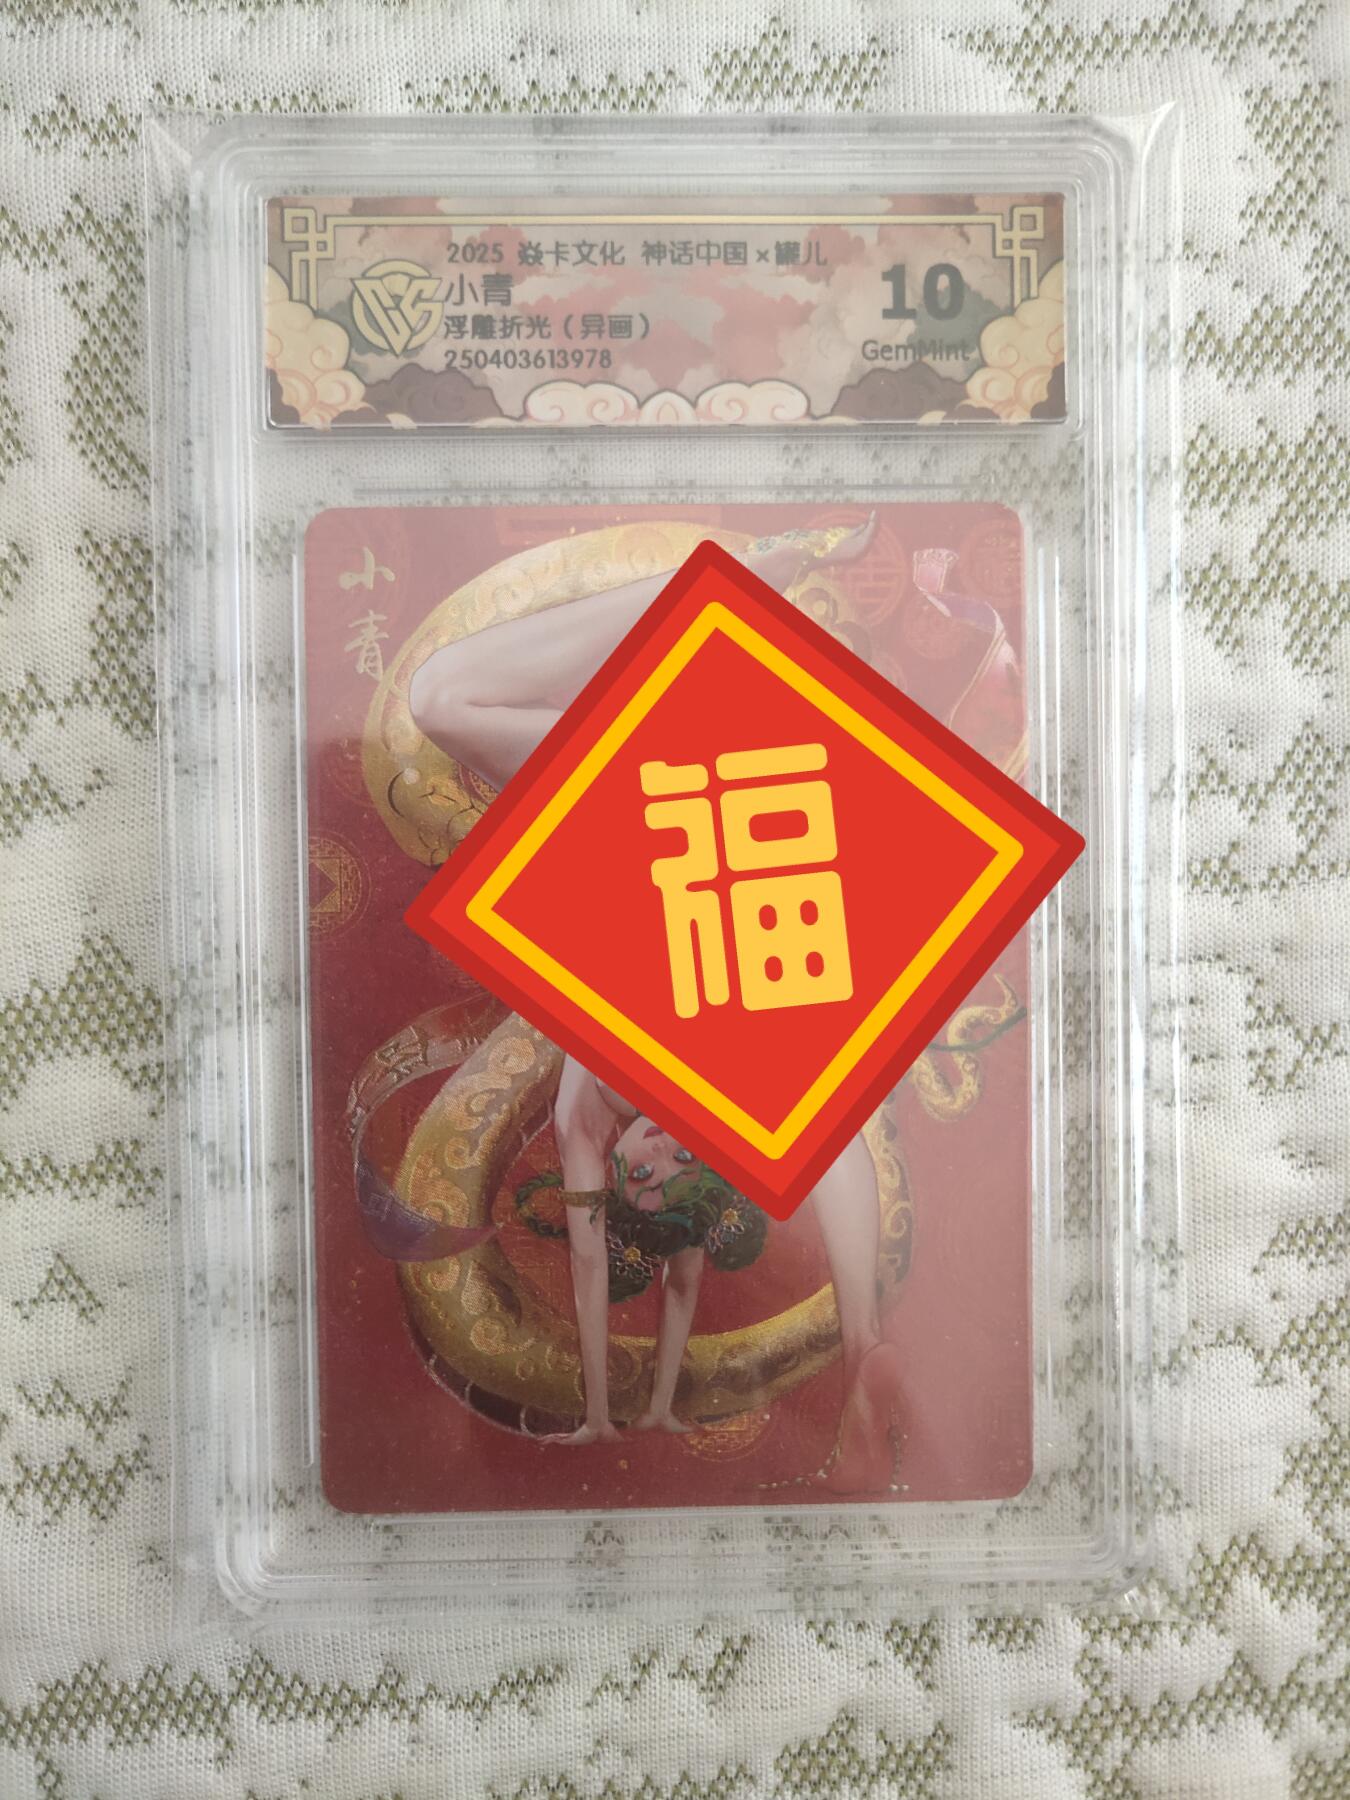 2025 焱卡文化 神话中国×罐儿
小青
浮雕折光（异画）
250403613978
10
GemMint
小青
福